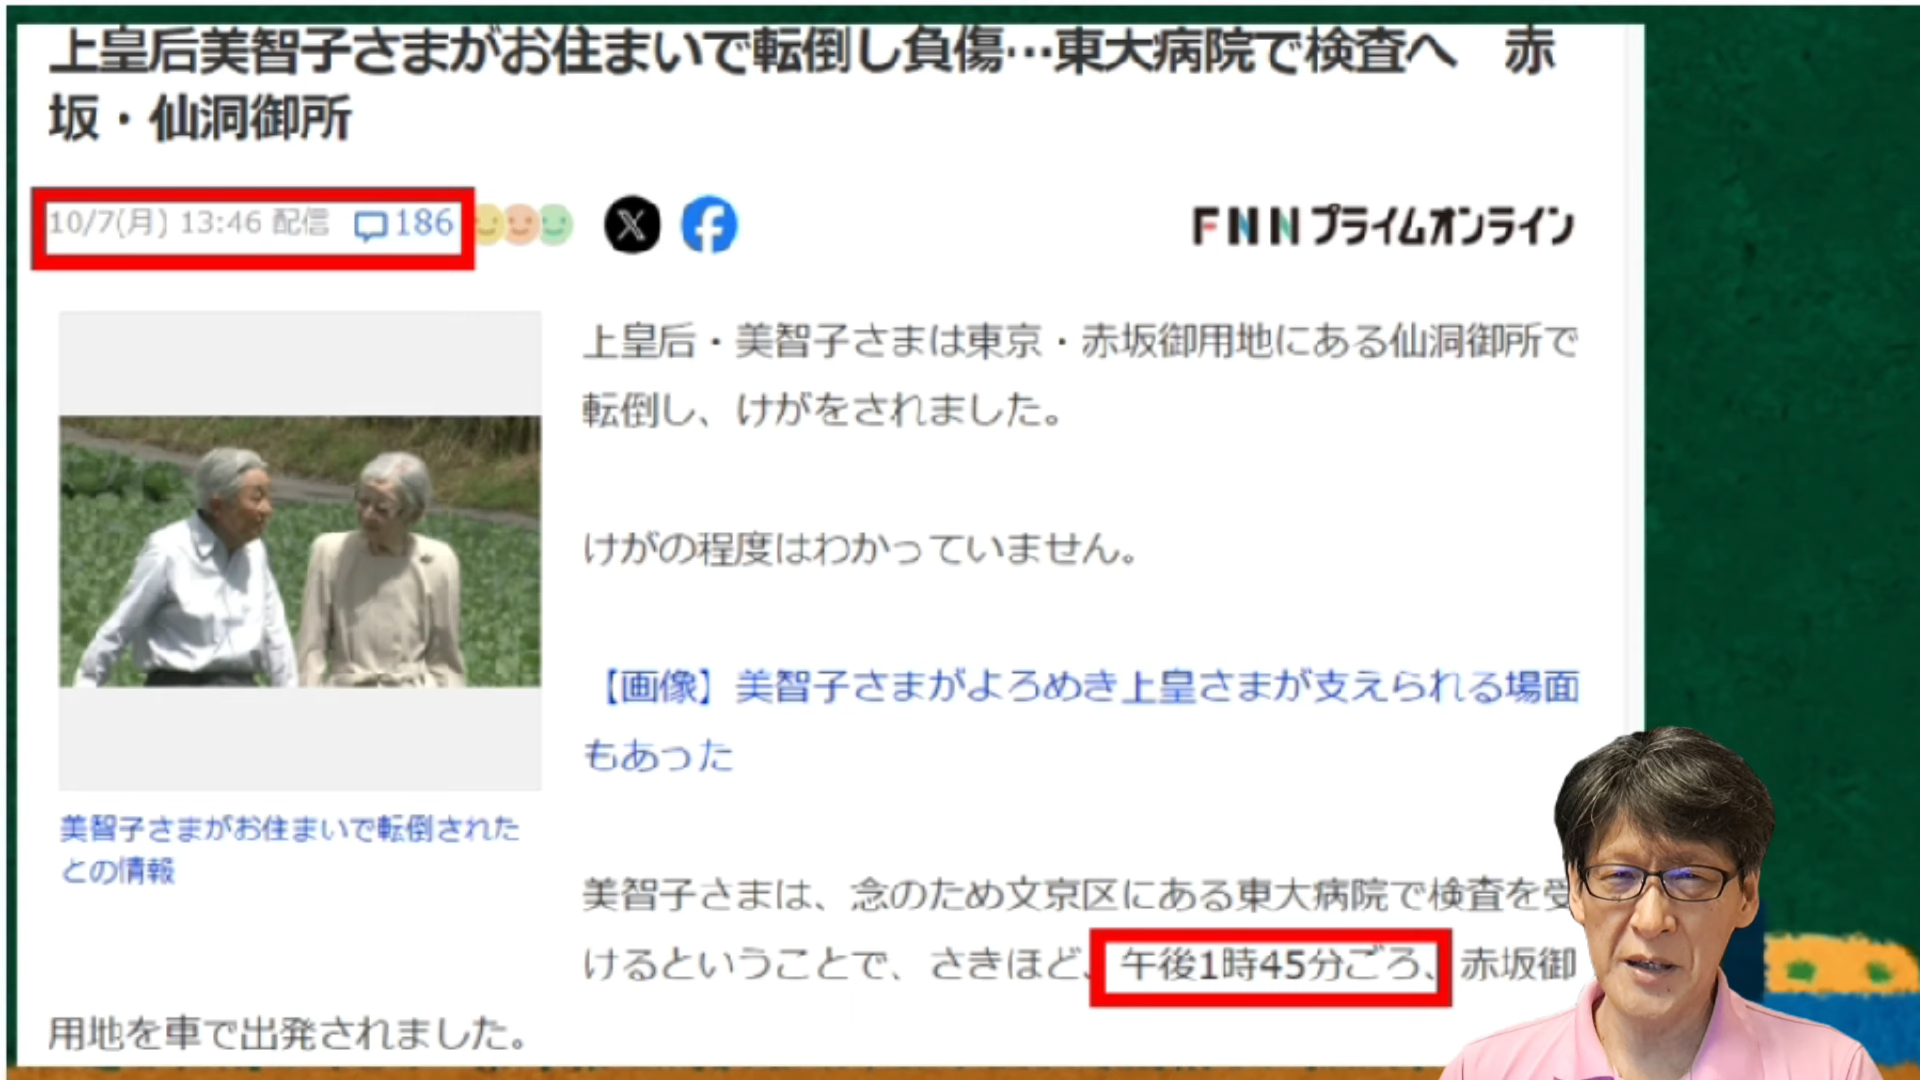 上皇后美智子さまがお住まいで転倒し負傷…東大病院で検査へ　赤
坂・仙洞御所
10/7(月) 13:46 配信 186
FNNプライムオンライン
上皇后・美智子さまは東京・赤坂御用地にある仙洞御所で
転倒し、けがをされました。
けがの程度はわかっていません。
【画像】美智子さまがよろめき上皇さまが支えられる場面
もあった
美智子さまがお住まいで転倒された
との情報
美智子さまは、念のため文京区にある東大病院で検査を受
けるということで、さきほど、午後1時45分ごろ、赤坂御
用地を車で出発されました。